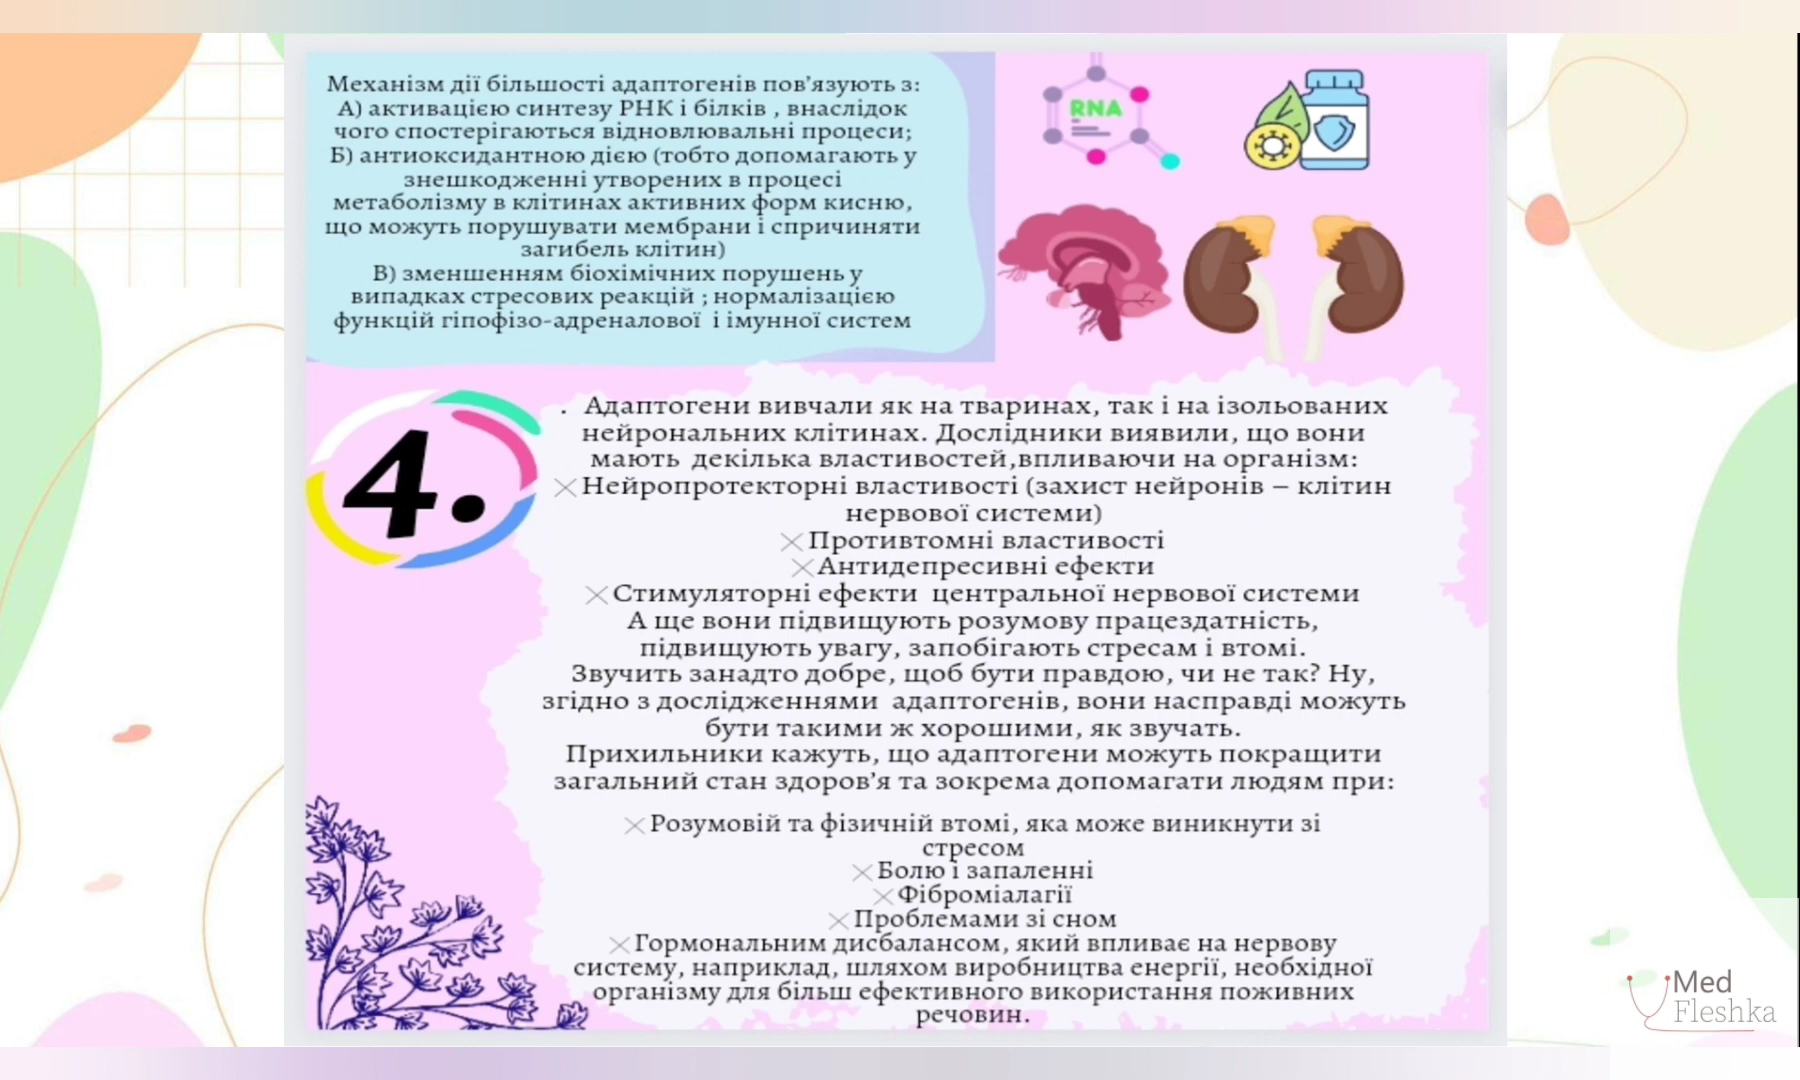 Механізм дії більшості адаптогенів пов’язують з:
А) активацією синтезу РНК і білків , внаслідок
чого спостерігаються відновлювальні процеси;
Б) антиоксидантною дією (тобто допомагають у
знешкодженні утворених в процесі
метаболізму в клітинах активних форм кисню,
що можуть порушувати мембрани і спричиняти
загибель клітин)
В) зменшенням біохімічних порушень у
випадках стресових реакцій ; нормалізацією
функцій гіпофізо-адреналової і імунної систем
RNA
4.
. Адаптогени вивчали як на тваринах, так і на ізольованих
нейрональних клітинах. Дослідники виявили, що вони
мають декілька властивостей,впливаючи на організм:
Нейропротекторні властивості (захист нейронів – клітин
нервової системи)
Противтомні властивості
Антидепресивні ефекти
Стимуляторні ефекти центральної нервової системи
А ще вони підвищують розумову працездатність,
підвищують увагу, запобігають стресам і втомі.
Звучить занадто добре, щоб бути правдою, чи не так? Ну,
згідно з дослідженнями адаптогенів, вони насправді можуть
бути такими ж хорошими, як звучать.
Прихильники кажуть, що адаптогени можуть покращити
загальний стан здоров’я та зокрема допомагати людям при:
Розумовій та фізичній втомі, яка може виникнути зі
стресом
Болю і запаленні
Фіброміалагії
Проблемами зі сном
Гормональним дисбалансом, який впливає на нервову
систему, наприклад, шляхом виробництва енергії, необхідної
організму для більш ефективного використання поживних
речовин.
Med
Fleshka